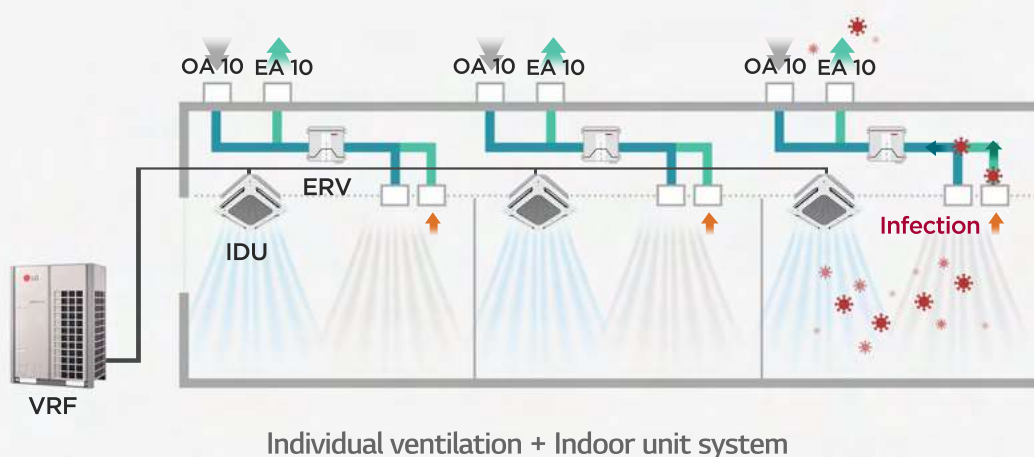 OA 10 EA 10 OA 10 EA 10 OA 10 EA 10
ERV
Infection
IDU
LG
VRF
Individual ventilation + Indoor unit system